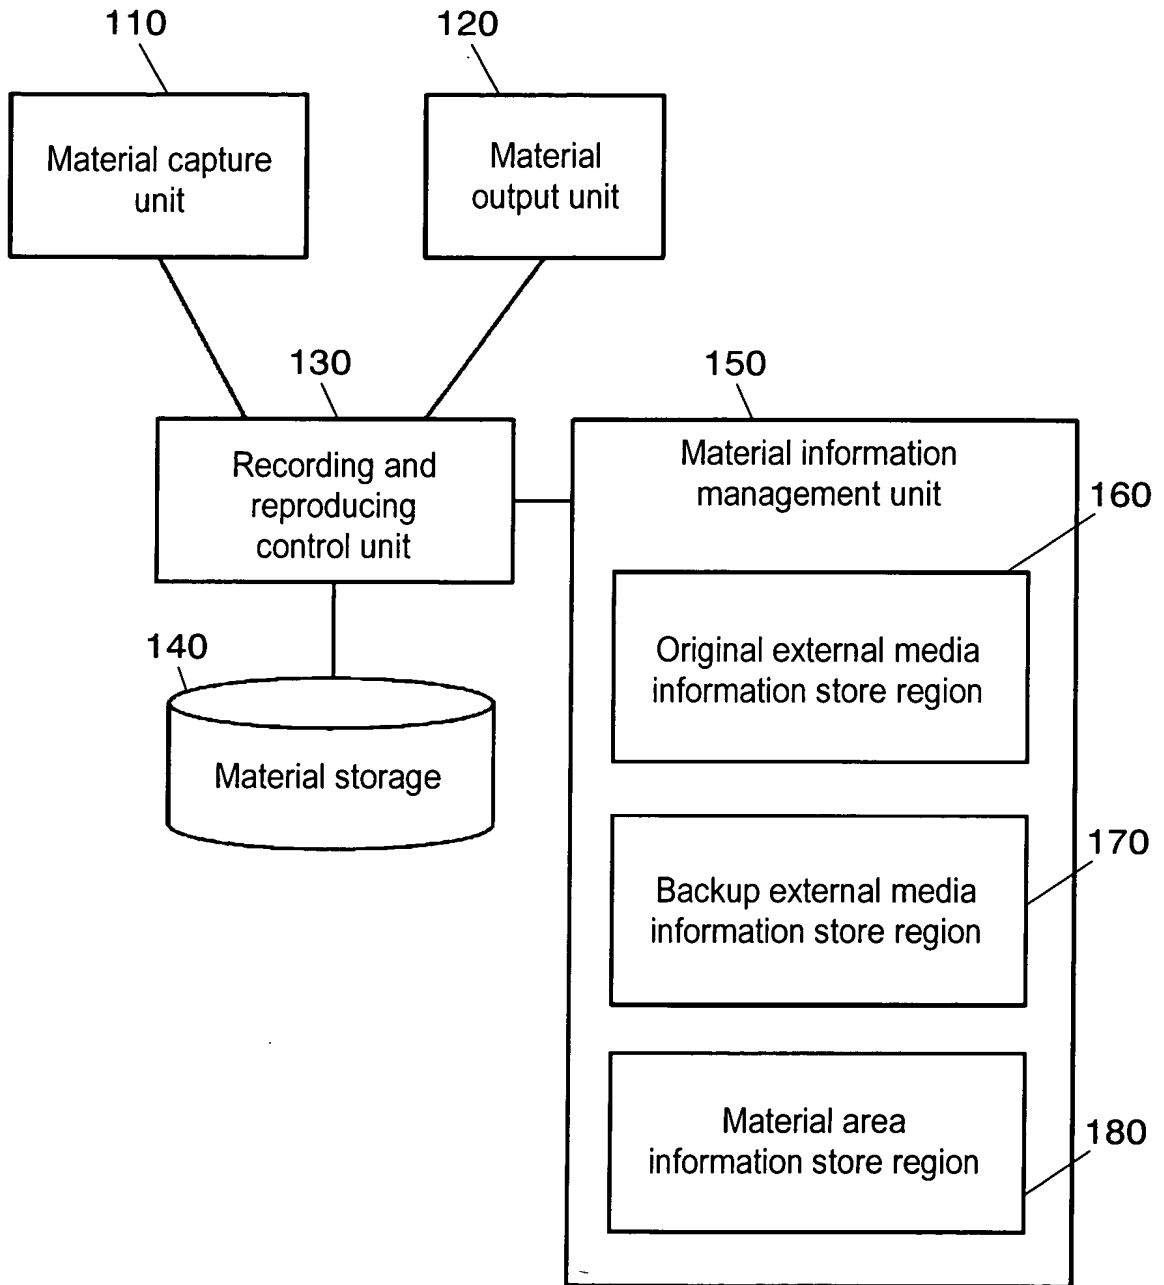 110
120
Material capture
unit
Material
output unit
130
150
Recording and
reproducing
control unit
Material information
management unit
160
140
Original external media
information store region
Material storage
170
Backup external media
information store region
Material area
information store region
180